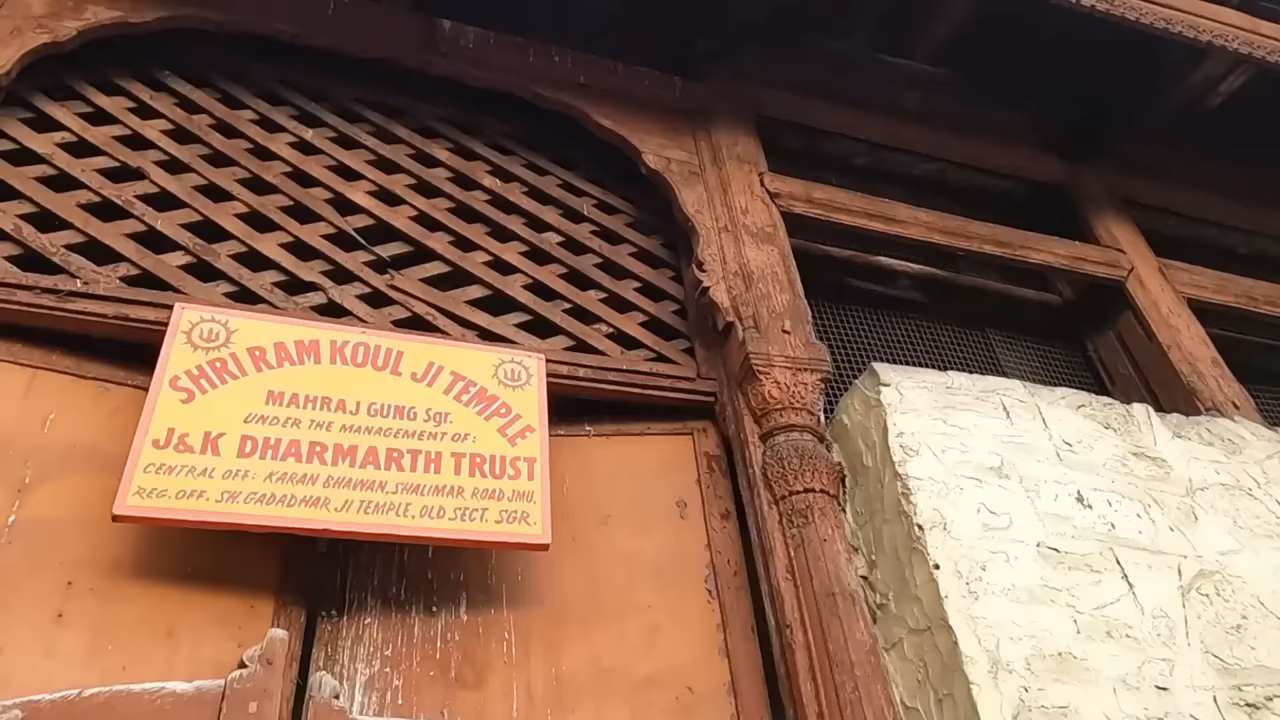 SHRI RAM KOUL JI TEMPLE
MAHRAJ GUNG Sgr.
UNDER THE MANAGEMENT OF:
J&K DHARMARTH TRUST
CENTRAL OFF: KARAN BHAWAN, SHALIMAR ROAD JMU.
REG. OFF. SH. GADADHAR JI TEMPLE, OLD SECT. SGR.